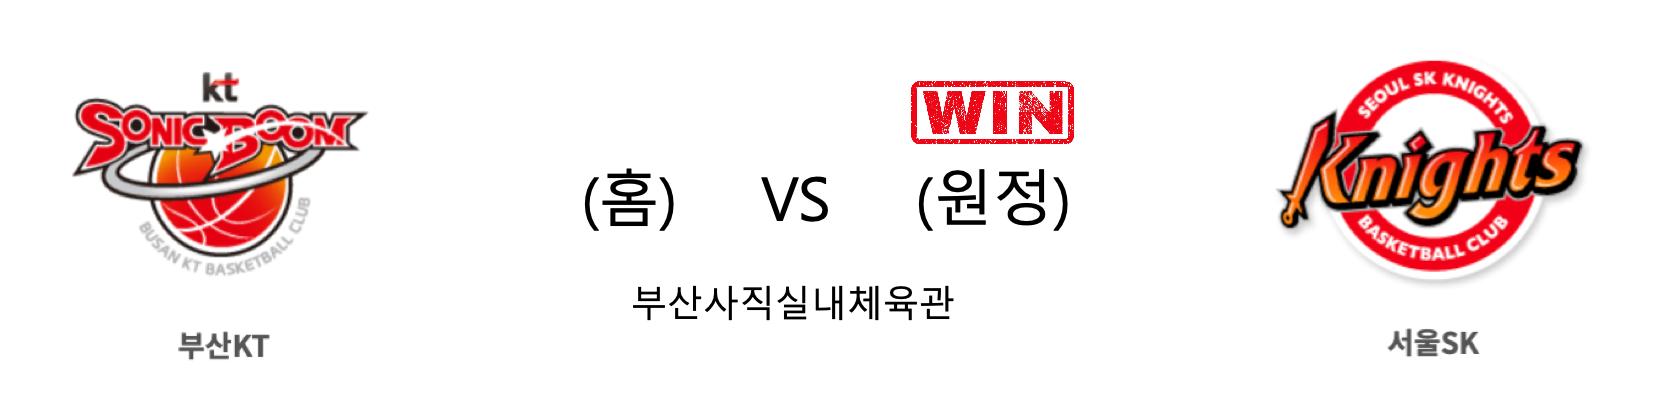 kt
SONIC BOOM
BUSAN KT BASKETBALL CLUB
부산KT
WIN
(홈) VS (원정)
부산사직실내체육관
SEOUL SK KNIGHTS
Knights
BASKETBALL CLUB
서울SK